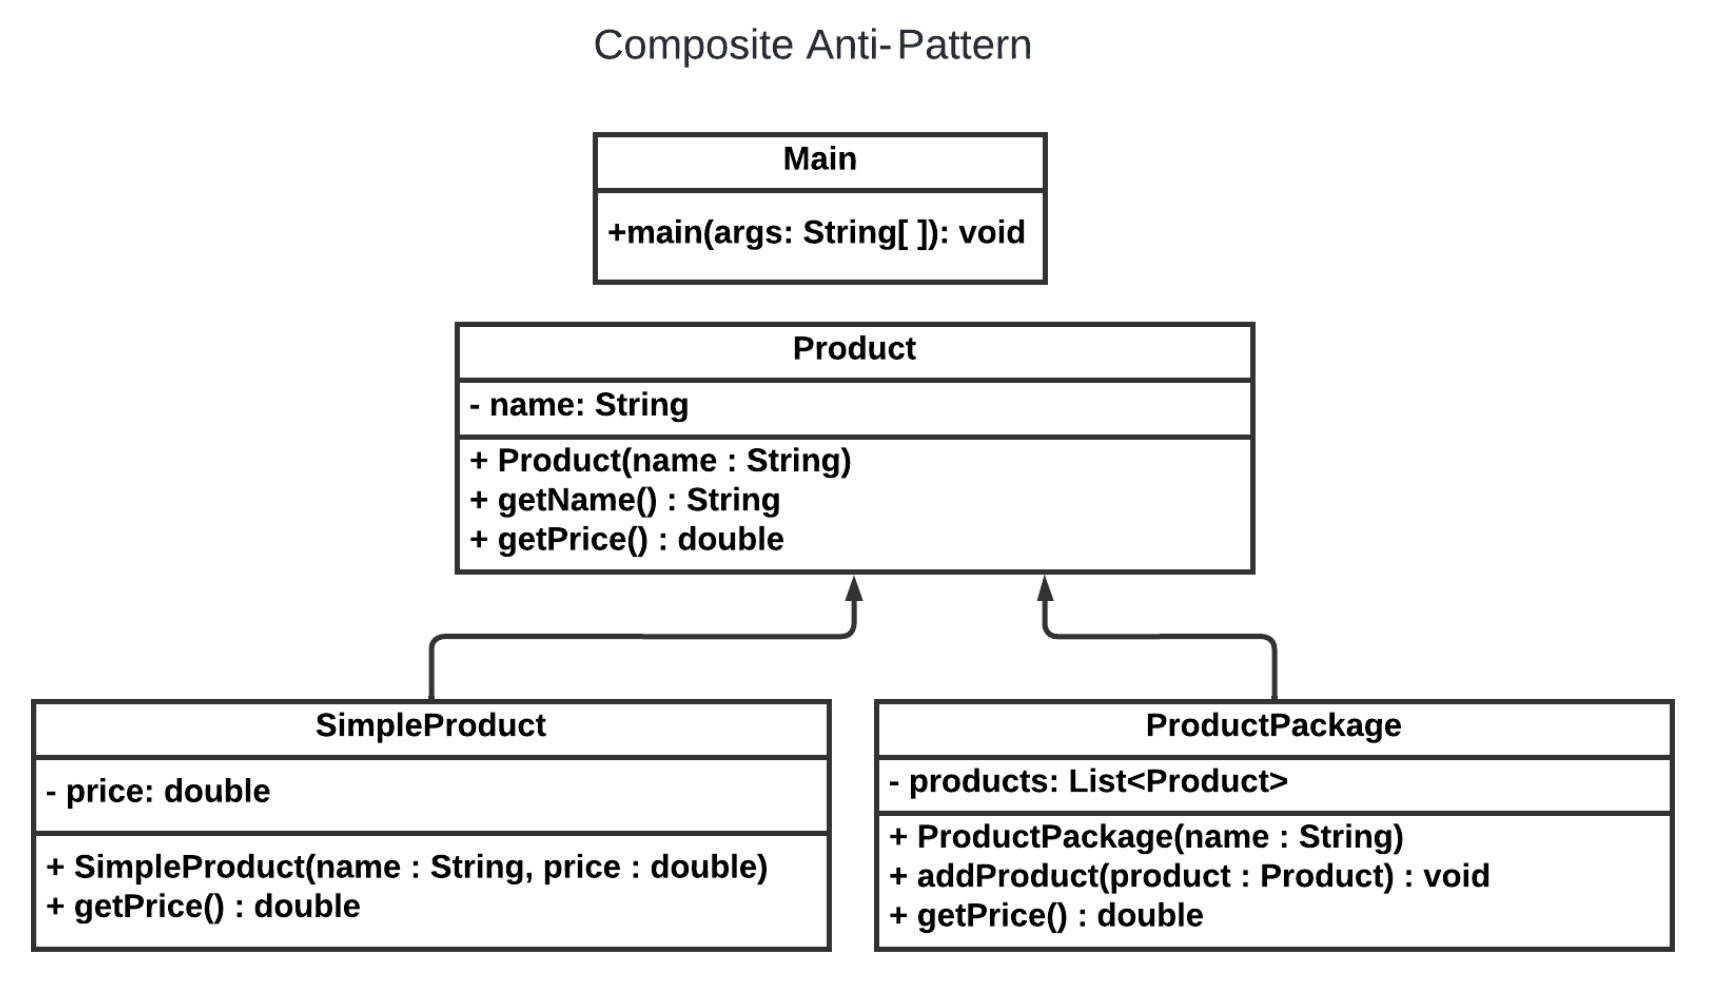 Composite Anti-Pattern
Main
+main(args: String[ ]): void
Product
- name: String
+ Product(name : String)
+ getName() : String
+ getPrice() : double
SimpleProduct
- price: double
+ SimpleProduct(name : String, price : double)
+ getPrice() : double
ProductPackage
- products: List<Product>
+ ProductPackage(name : String)
+ addProduct(product : Product) : void
+ getPrice() : double